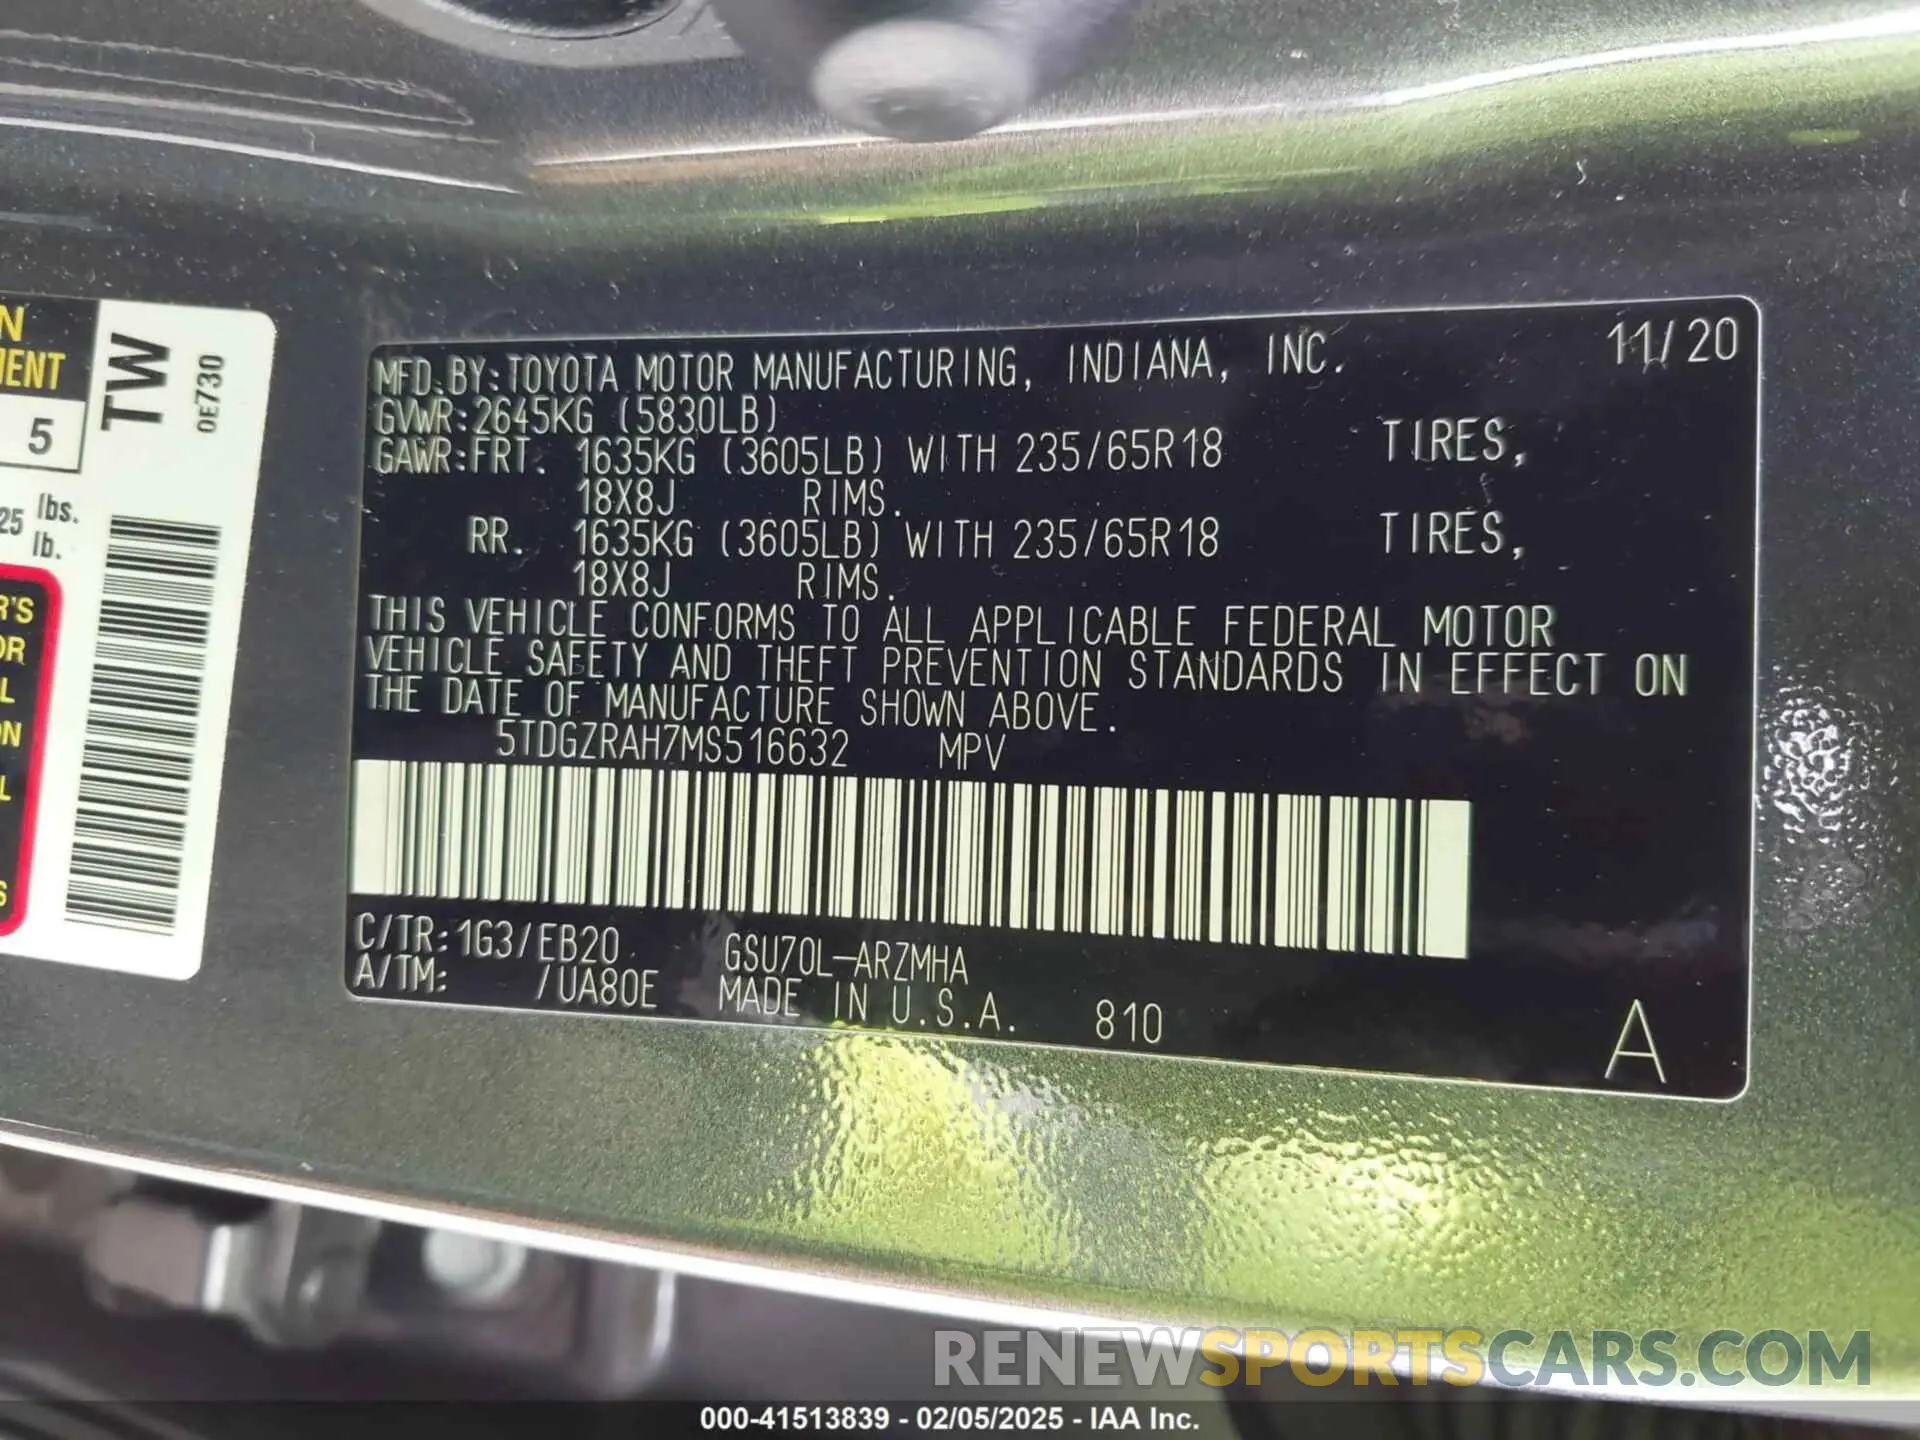 N
MENT
5
25 lbs.
lb.
R'S
OR
L
ON
L
S
TW
0E730
MFD. BY: TOYOTA MOTOR MANUFACTURING, INDIANA, INC. 11/20
GVWR: 2645KG (5830LB)
GAWR: FRT. 1635KG (3605LB) WITH 235/65R18 TIRES,
18X8J RIMS.
RR. 1635KG (3605LB) WITH 235/65R18 TIRES,
18X8J RIMS.
THIS VEHICLE CONFORMS TO ALL APPLICABLE FEDERAL MOTOR
VEHICLE SAFETY AND THEFT PREVENTION STANDARDS IN EFFECT ON
THE DATE OF MANUFACTURE SHOWN ABOVE.
5TDGZRAH7MS516632 MPV
C/TR: 1G3/EB20 GSU70L-ARZMHA
A/TM: /UA80E MADE IN U.S.A. 810 A
RENEWSPORTSCARS.COM
000-41513839 - 02/05/2025 - IAA Inc.